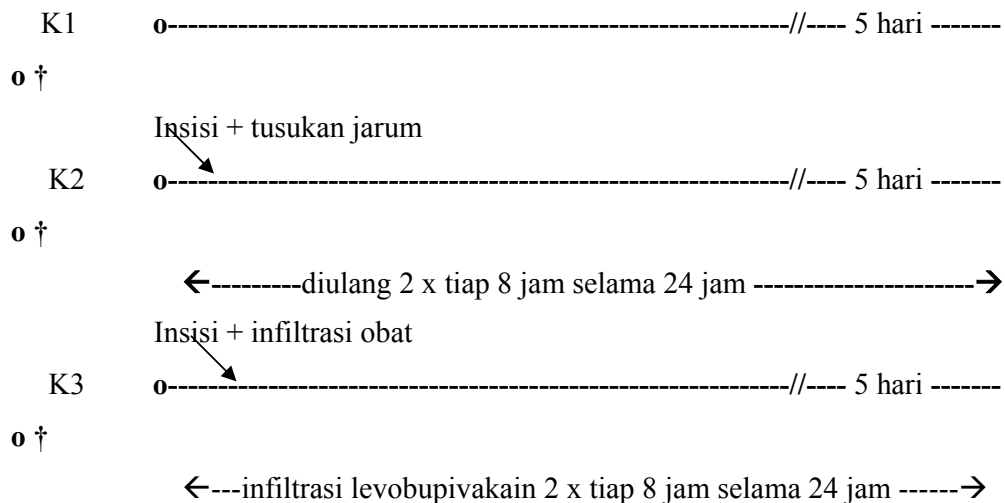 K1 o-----------------------------------------------------------//---- 5 hari -------
o †
Insisi + tusukan jarum
K2 o-----------------------------------------------------------//---- 5 hari -------
o †
←---------diulang 2 x tiap 8 jam selama 24 jam ----------------------→
Insisi + infiltrasi obat
K3 o-----------------------------------------------------------//---- 5 hari -------
o †
←---infiltrasi levobupivakain 2 x tiap 8 jam selama 24 jam ------→